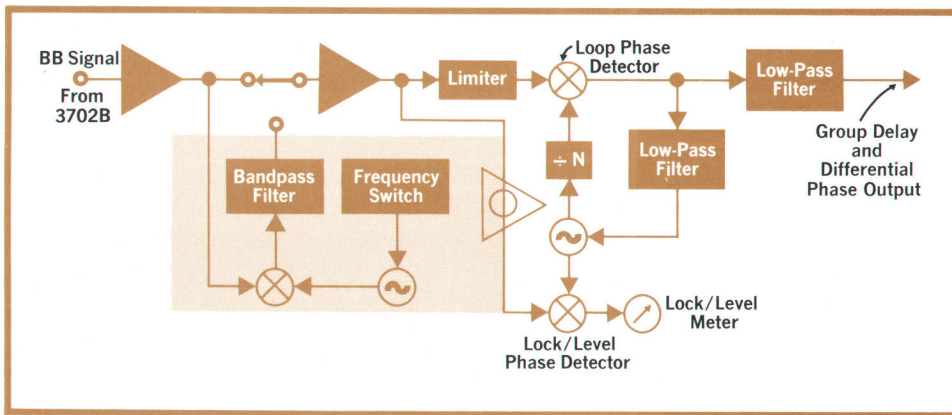 BB Signal
From
3702B
Limiter
Loop Phase
Detector
Low-Pass
Filter
Group Delay
and
Differential
Phase Output
÷ N
Low-Pass
Filter
Bandpass
Filter
Frequency
Switch
Lock/Level
Meter
Lock/Level
Phase Detector